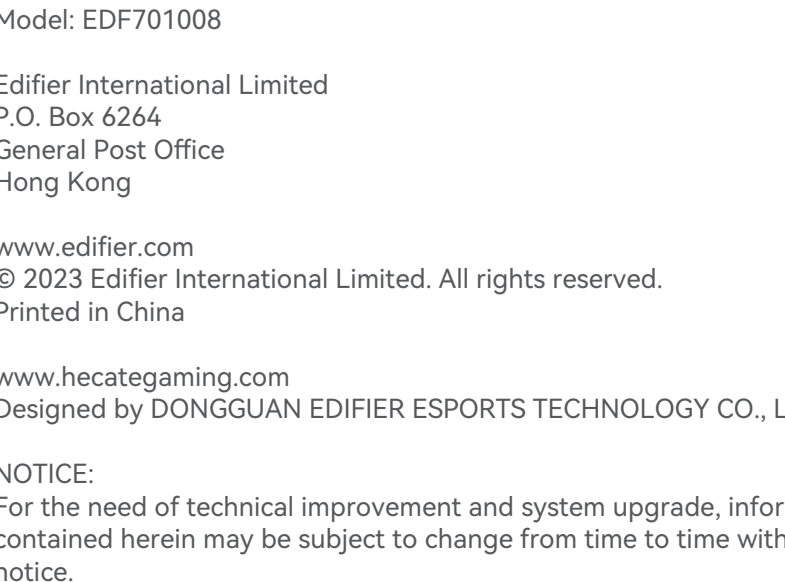 Model: EDF701008
Edifier International Limited
P.O. Box 6264
General Post Office
Hong Kong
www.edifier.com
© 2023 Edifier International Limited. All rights reserved.
Printed in China
www.hecategaming.com
Designed by DONGGUAN EDIFIER ESPORTS TECHNOLOGY CO.,
NOTICE:
For the need of technical improvement and system upgrade,
contained herein may be subject to change from time to time
notice.